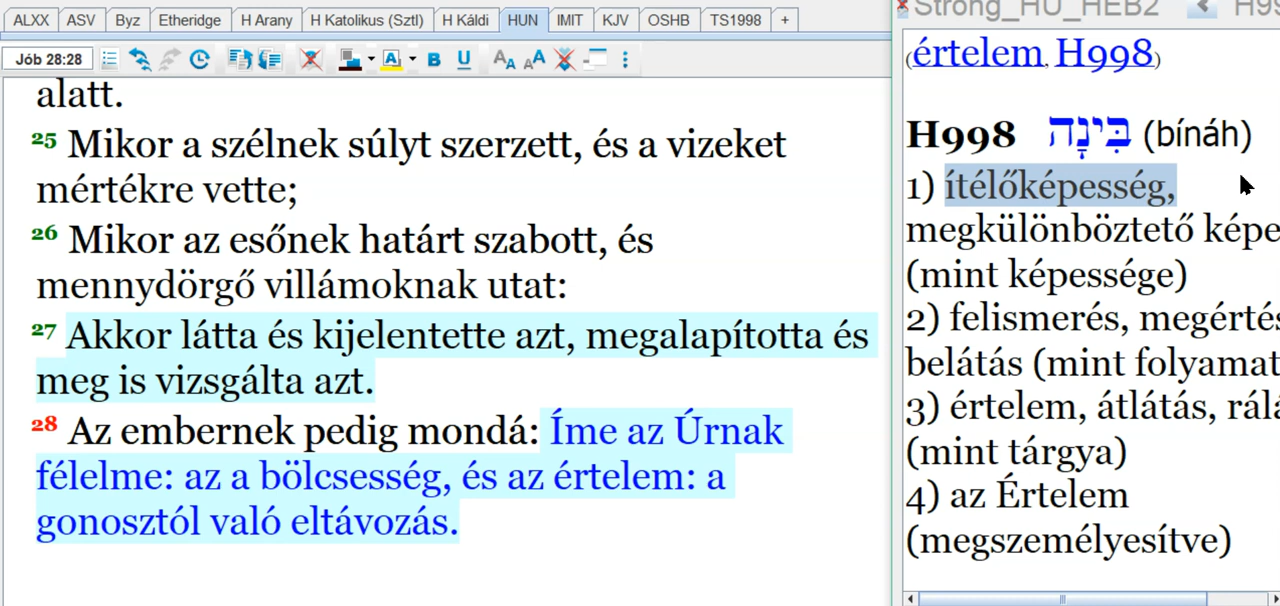 ALXX ASV Byz Etheridge H Arany H Katolikus (Sztl) H Káldi HUN IMIT KJV OSHB TS1998 +
Jób 28:28
alatt.
25 Mikor a szélnek súlyt szerzett, és a vizeket
mértékre vette;
26 Mikor az esőnek határt szabott, és
mennydörgő villámoknak utat:
27 Akkor látta és kijelentette azt, megalapította és
meg is vizsgálta azt.
28 Az embernek pedig mondá: Íme az Úrnak
félelme: az a bölcsesség, és az értelem: a
gonosztól való eltávozás.
Strong_HU_HEB2
(értelem, H998)
H998 בִּינָה (bínáh)
1) ítélőképesség,
megkülönböztető képe
(mint képessége)
2) felismerés, megértés
belátás (mint folyamat
3) értelem, átlátás, rálá
(mint tárgya)
4) az Értelem
(megszemélyesítve)